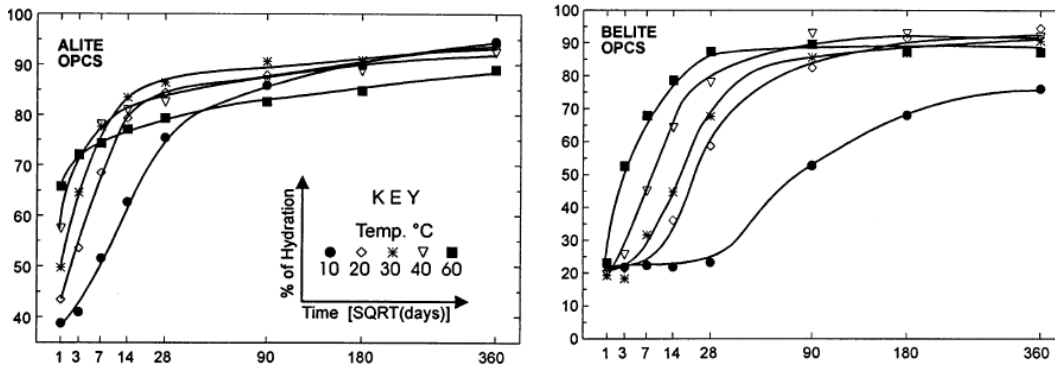 ALITE
OPCS
90
80
70
60
50
40
KEY
Temp. °C
10 20 30 40 60
% of Hydration
Time [SQRT(days)]
1 3 7 14 28 90 180 360
BELITE
OPCS
100
90
80
70
60
50
40
30
20
10
0
1 3 7 14 28 90 180 360